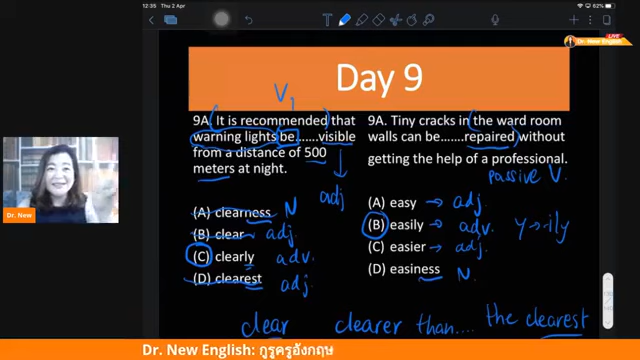 12:35 Thu 2 Apr
62%
LIVE
Dr. New English
Day 9
V1
9A. It is recommended that
warning lights be.......visible
from a distance of 500
meters at night.
adj
(A) clearness N
(B) clear adj.
(C) clearly adv.
(D) clearest adj.
9A. Tiny cracks in the ward room
walls can be........repaired without
getting the help of a professional.
passive V.
(A) easy → adj.
(B) easily → adv. y → ily
(C) easier → adj.
(D) easiness N.
clear clearer than.... the clearest
Dr. New
Dr. New English: กูรูครูอังกฤษ